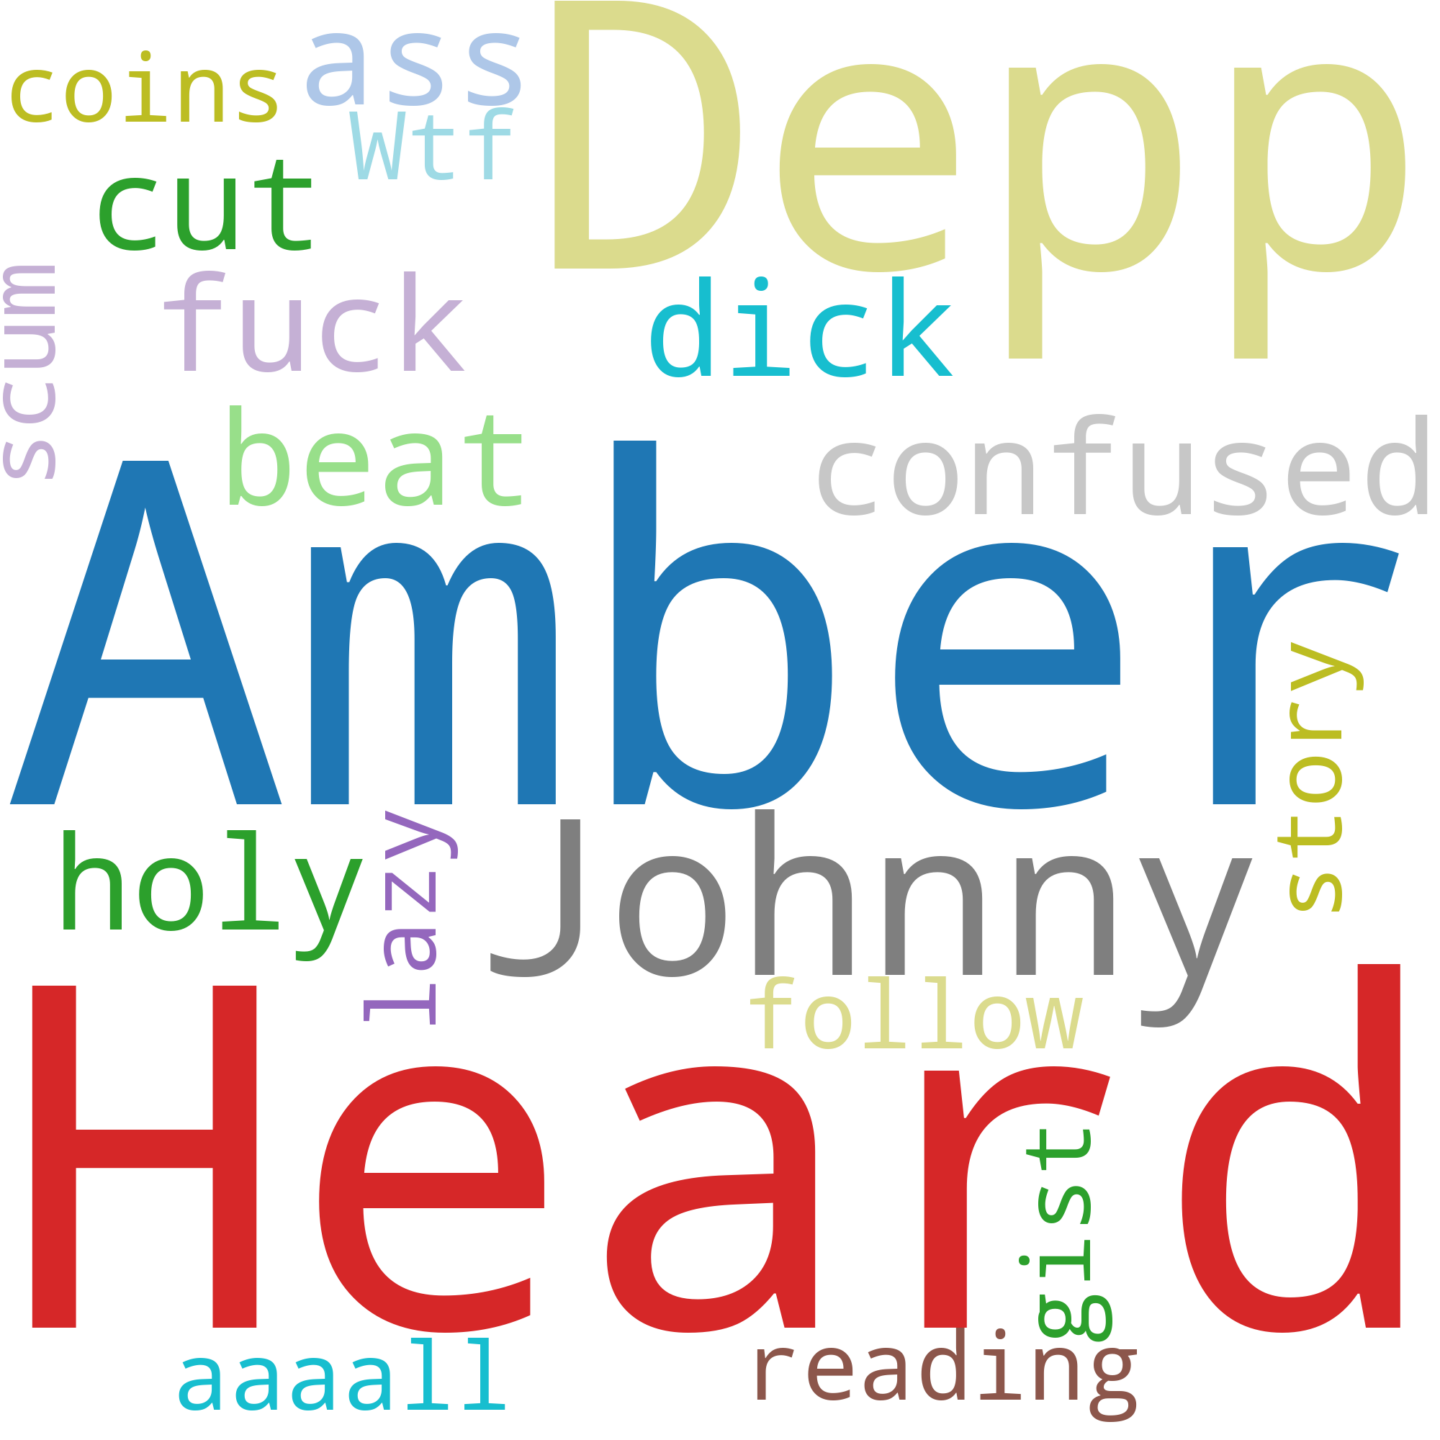 coins
ass
Depp
Wtf
cut
scum
fuck
dick
beat
confused
Amber
story
holy
lazy
Johnny
follow
Heard
gist
aaaall
reading